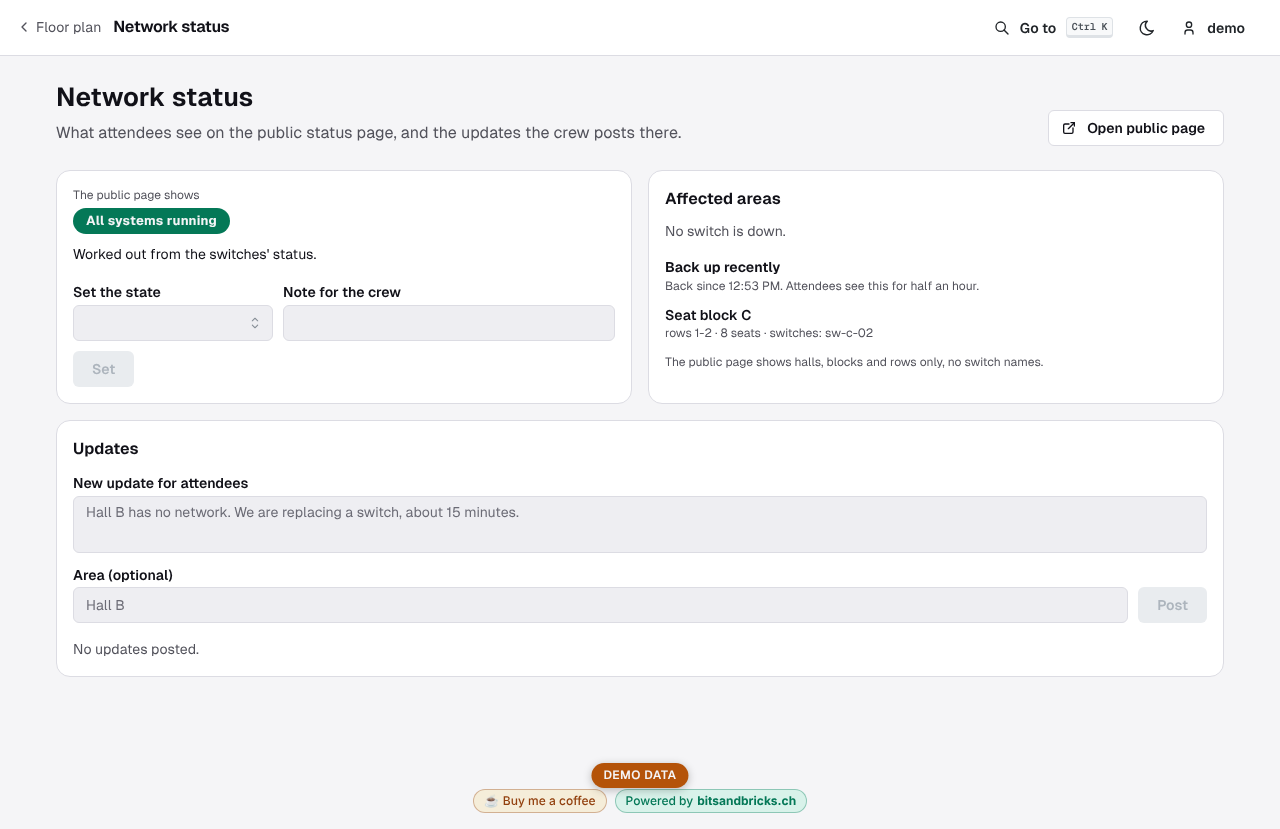 Floor plan Network status
Go to Ctrl K demo
Network status
What attendees see on the public status page, and the updates the crew posts there.
Open public page
The public page shows
All systems running
Worked out from the switches' status.
Set the state
Note for the crew
Set
Affected areas
No switch is down.
Back up recently
Back since 12:53 PM. Attendees see this for half an hour.
Seat block C
rows 1-2 · 8 seats · switches: sw-c-02
The public page shows halls, blocks and rows only, no switch names.
Updates
New update for attendees
Hall B has no network. We are replacing a switch, about 15 minutes.
Area (optional)
Hall B
Post
No updates posted.
DEMO DATA
☕ Buy me a coffee
Powered by bitsandbricks.ch